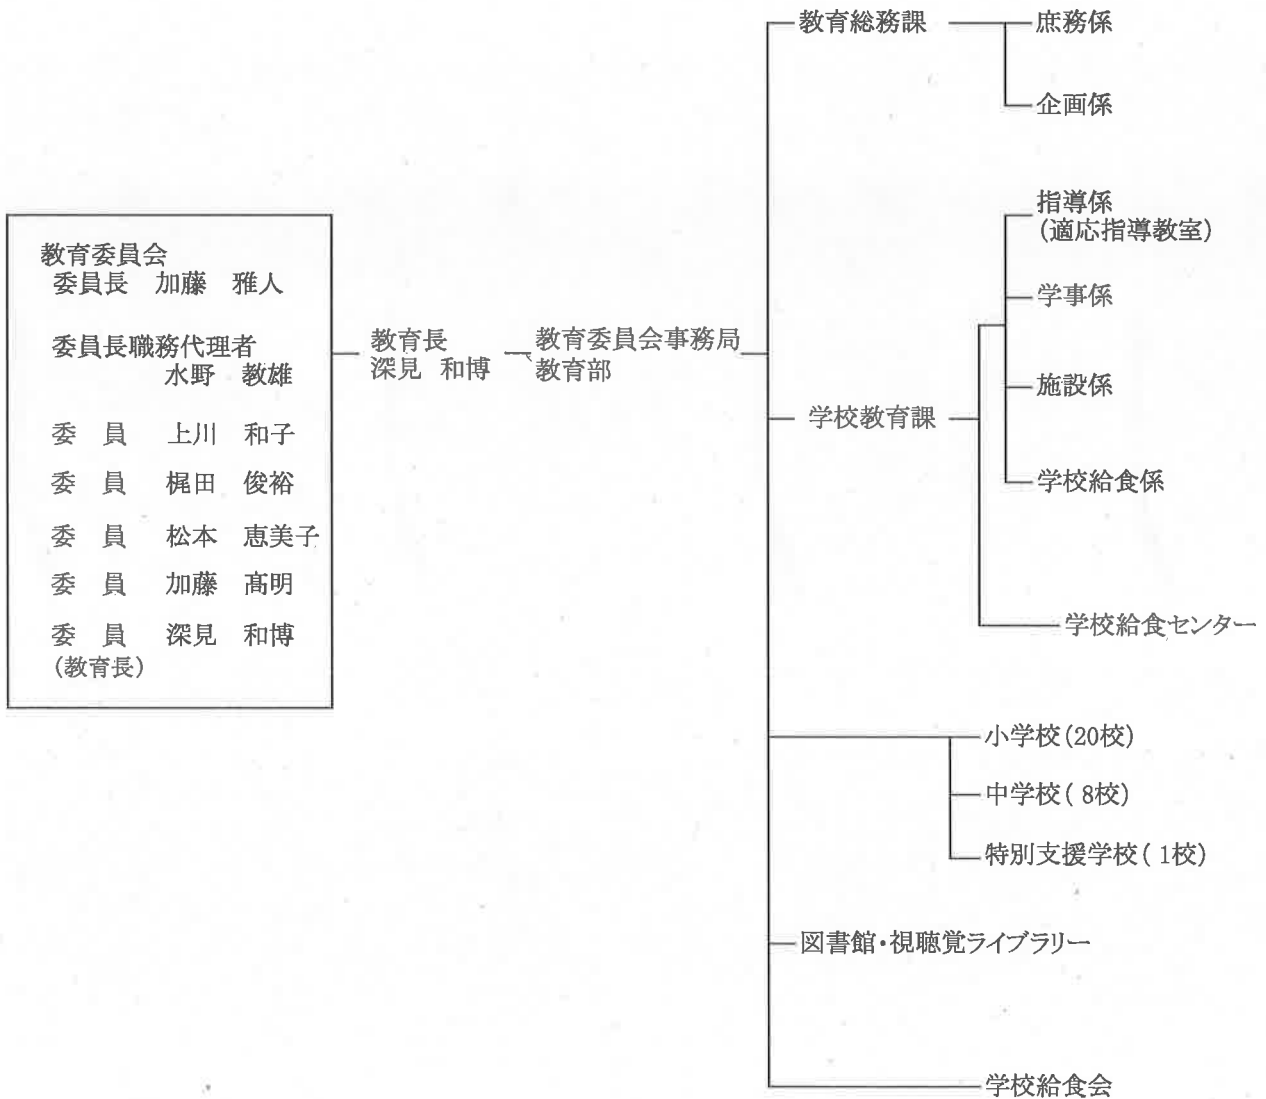 教育委員会
委員長 加藤 雅人
委員長職務代理者
水野 教雄
委 員 上川 和子
委 員 梶田 俊裕
委 員 松本 恵美子
委 員 加藤 髙明
委 員 深見 和博
(教育長)
教育長
深見 和博
教育委員会事務局
教育部
教育総務課
庶務係
企画係
学校教育課
指導係
(適応指導教室)
学事係
施設係
学校給食係
学校給食センター
小学校(20校)
中学校( 8校)
特別支援学校( 1校)
図書館・視聴覚ライブラリー
学校給食会